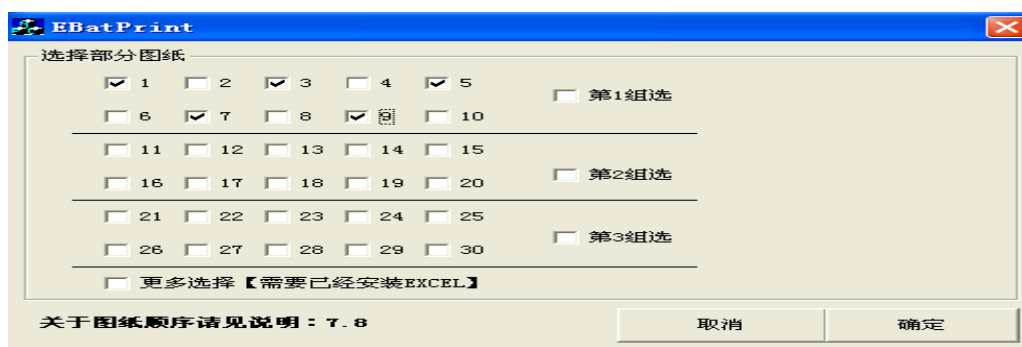 EBatPrint
选择部分图纸
1 2 3 4 5
第1组选
6 7 8 9 10
11 12 13 14 15
第2组选
16 17 18 19 20
21 22 23 24 25
第3组选
26 27 28 29 30
更多选择【需要已经安装EXCEL】
关于图纸顺序请见说明：7.8
取消 确定